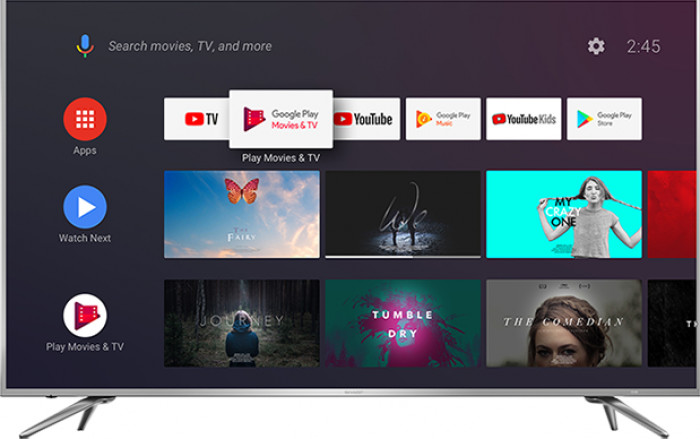 Search movies, TV, and more
2:45
TV
Google Play
Movies & TV
YouTube
Google Play
Music
YouTube Kids
Google Play
Store
Apps
Play Movies & TV
Watch Next
THE
FAIRY
MY
CRAZY
ONE
Play Movies & TV
JOURNEY
TUMBLE
DRY
THE COMEDIAN
TH